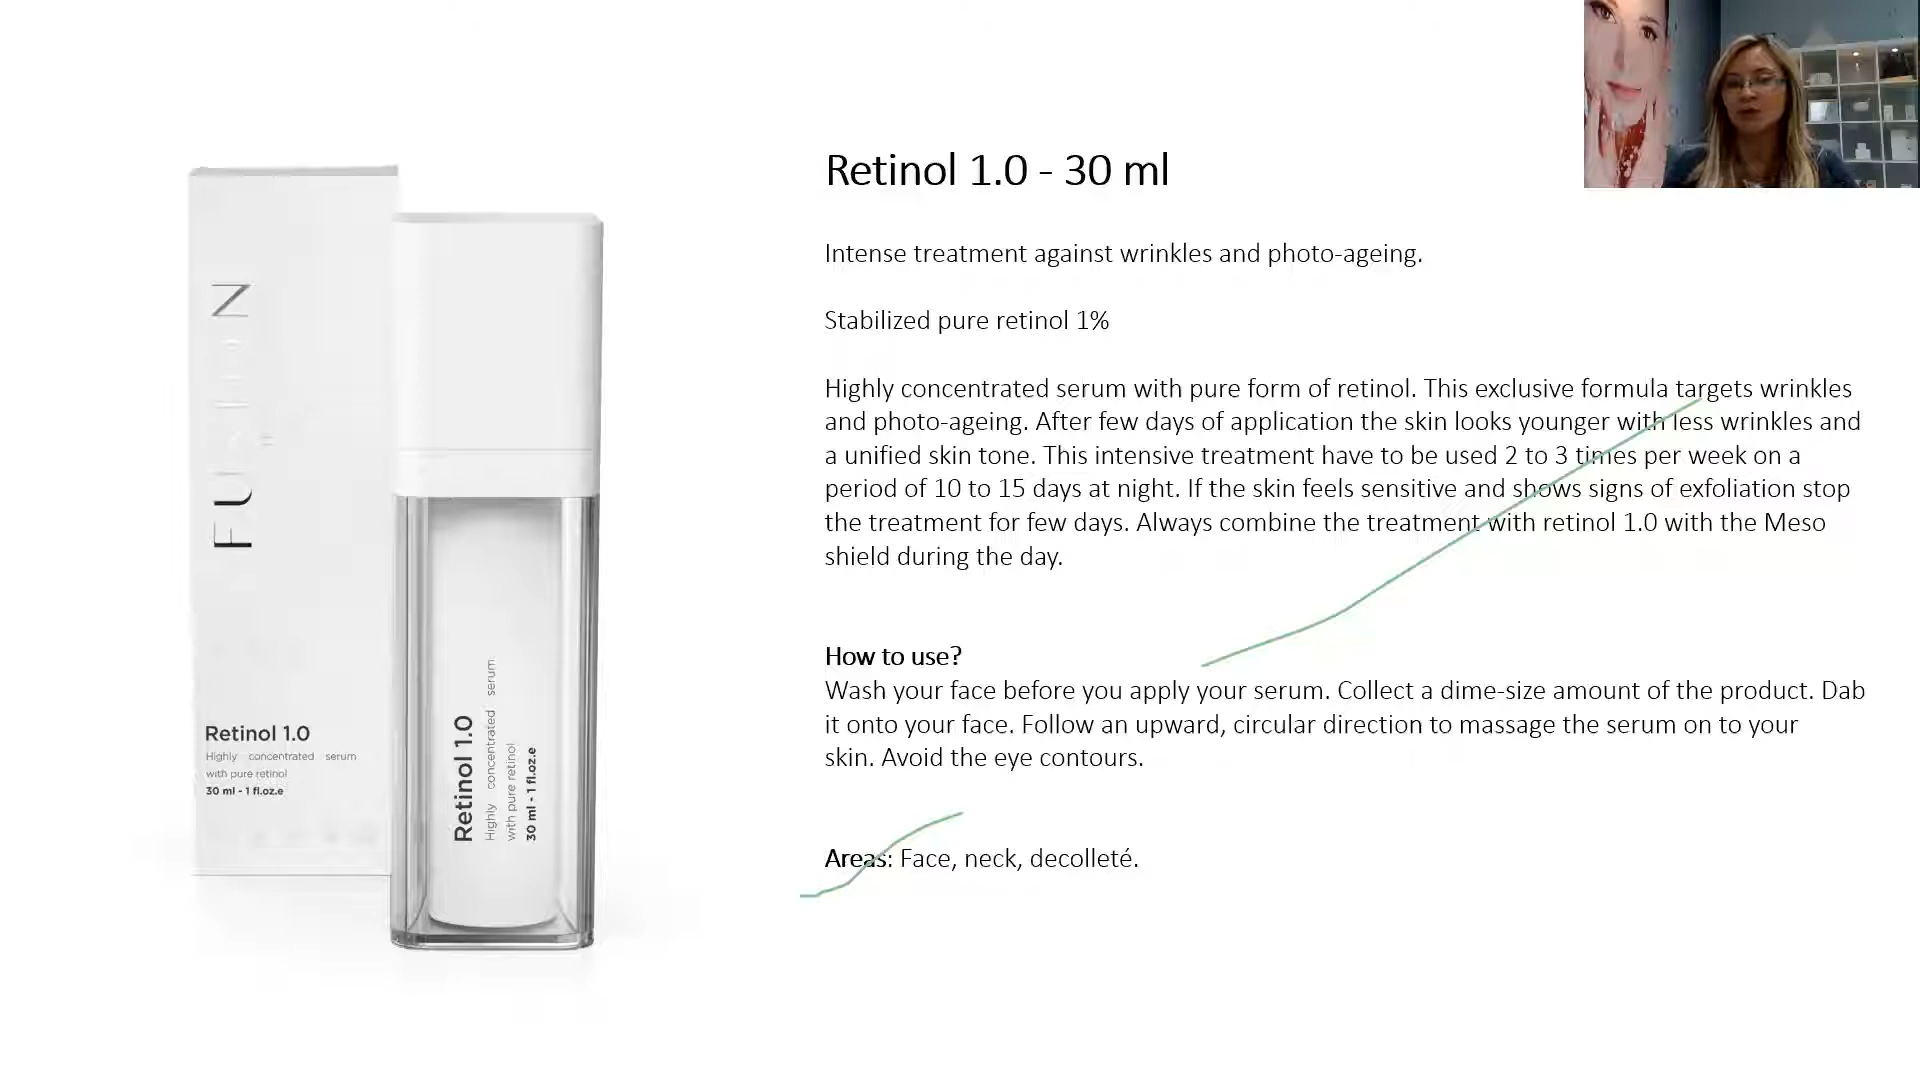 FUSION
Retinol 1.0
Highly concentrated serum
with pure retinol
30 ml - 1 fl.oz.e
Retinol 1.0
Highly concentrated serum
with pure retinol
30 ml - 1 fl.oz.e
Retinol 1.0 - 30 ml
Intense treatment against wrinkles and photo-ageing.
Stabilized pure retinol 1%
Highly concentrated serum with pure form of retinol. This exclusive formula targets wrinkles
and photo-ageing. After few days of application the skin looks younger with less wrinkles and
a unified skin tone. This intensive treatment have to be used 2 to 3 times per week on a
period of 10 to 15 days at night. If the skin feels sensitive and shows signs of exfoliation stop
the treatment for few days. Always combine the treatment with retinol 1.0 with the Meso
shield during the day.
How to use?
Wash your face before you apply your serum. Collect a dime-size amount of the product. Dab
it onto your face. Follow an upward, circular direction to massage the serum on to your
skin. Avoid the eye contours.
Areas: Face, neck, decolleté.